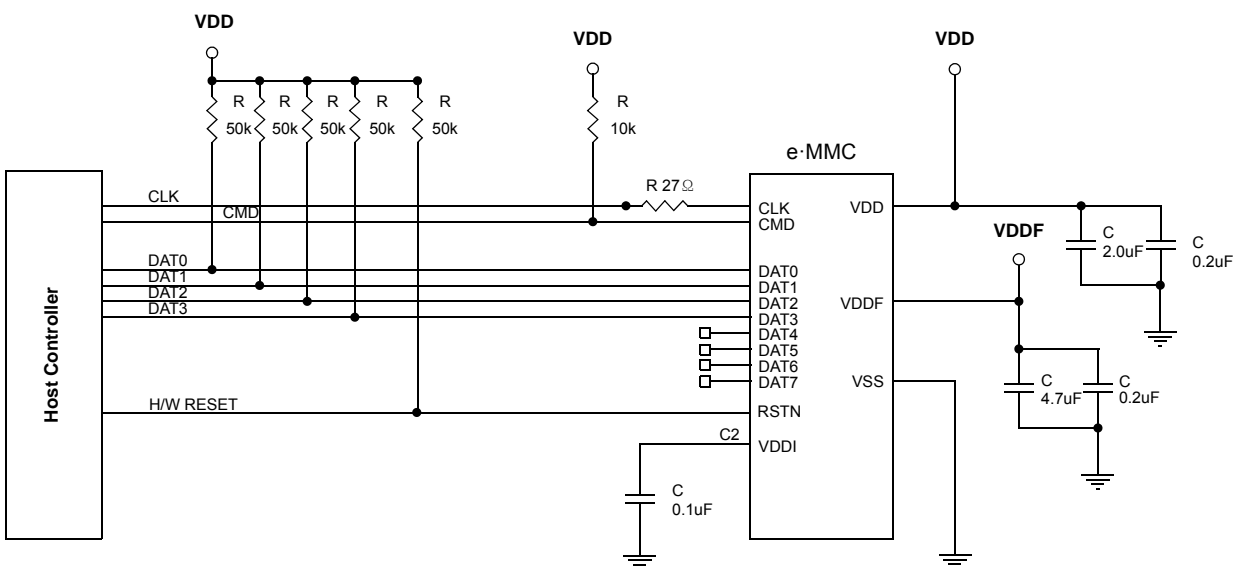 VDD
VDD
VDD
R
50k
R
50k
R
50k
R
50k
R
50k
R
10k
e·MMC
R 27Ω
CLK
CMD
DAT0
DAT1
DAT2
DAT3
H/W RESET
Host Controller
CLK
CMD
DAT0
DAT1
DAT2
DAT3
DAT4
DAT5
DAT6
DAT7
RSTN
VDDI
C2
C
0.1uF
VDD
VDDF
VSS
VDDF
C
2.0uF
C
0.2uF
C
4.7uF
C
0.2uF